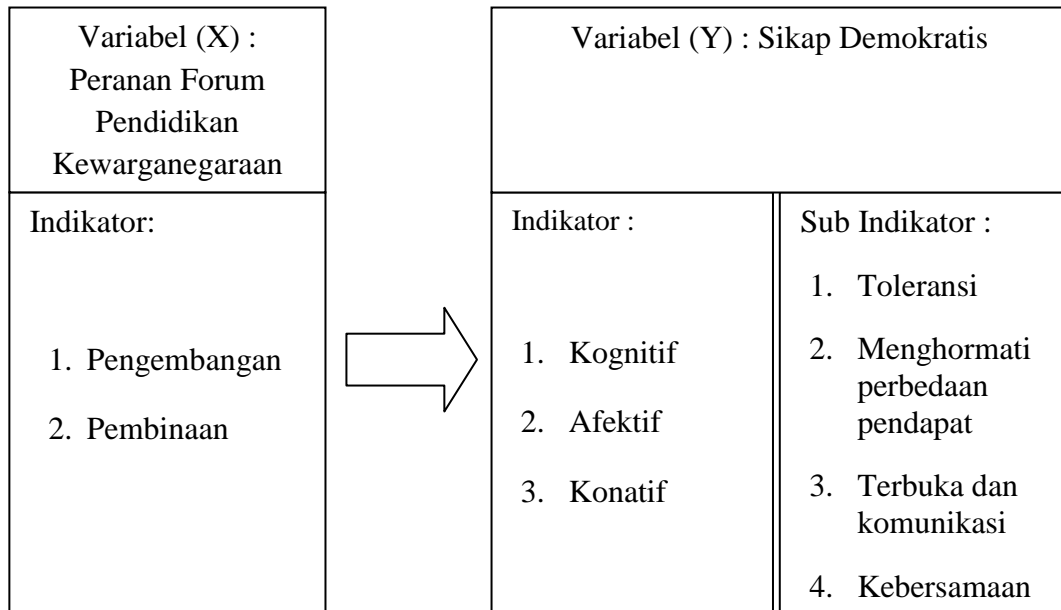 Variabel (X) :
Peranan Forum
Pendidikan
Kewarganegaraan
Indikator:
1. Pengembangan
2. Pembinaan
Variabel (Y) : Sikap Demokratis
Indikator :
1. Kognitif
2. Afektif
3. Konatif
Sub Indikator :
1. Toleransi
2. Menghormati
perbedaan
pendapat
3. Terbuka dan
komunikasi
4. Kebersamaan